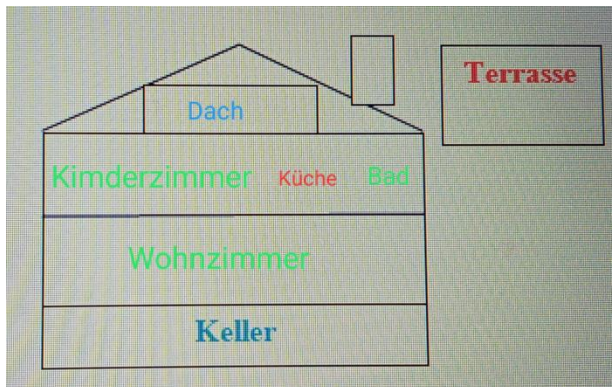 Terrasse
Dach
Kimderzimmer Küche Bad
Wohnzimmer
Keller